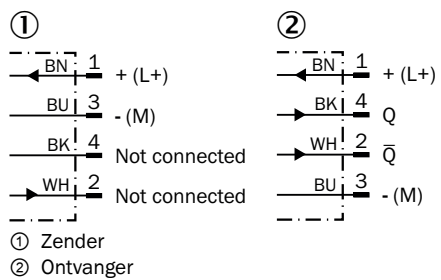 ①
BN 1 + (L+)
BU 3 - (M)
BK 4 Not connected
WH 2 Not connected
②
BN 1 + (L+)
BK 4 Q
WH 2 Q̅
BU 3 - (M)
① Zender
② Ontvanger